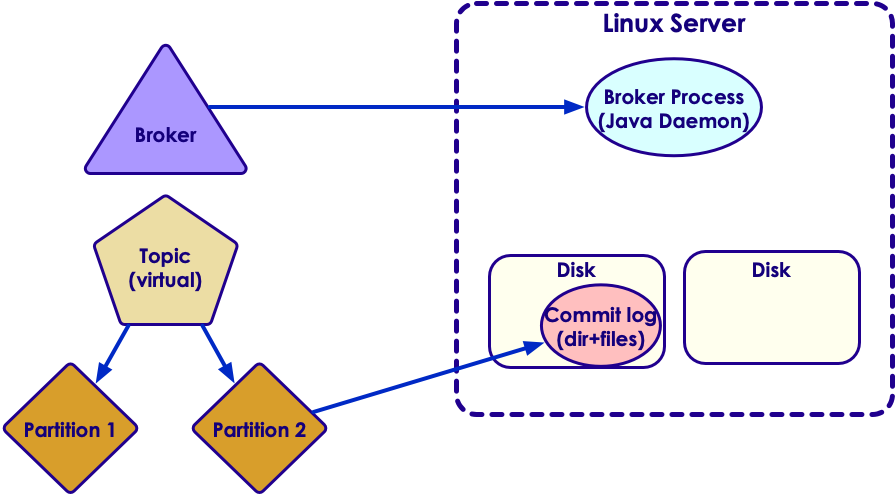 Linux Server
Broker
Broker Process
(Java Daemon)
Topic
(virtual)
Disk
Disk
Commit log
(dir+files)
Partition 1
Partition 2